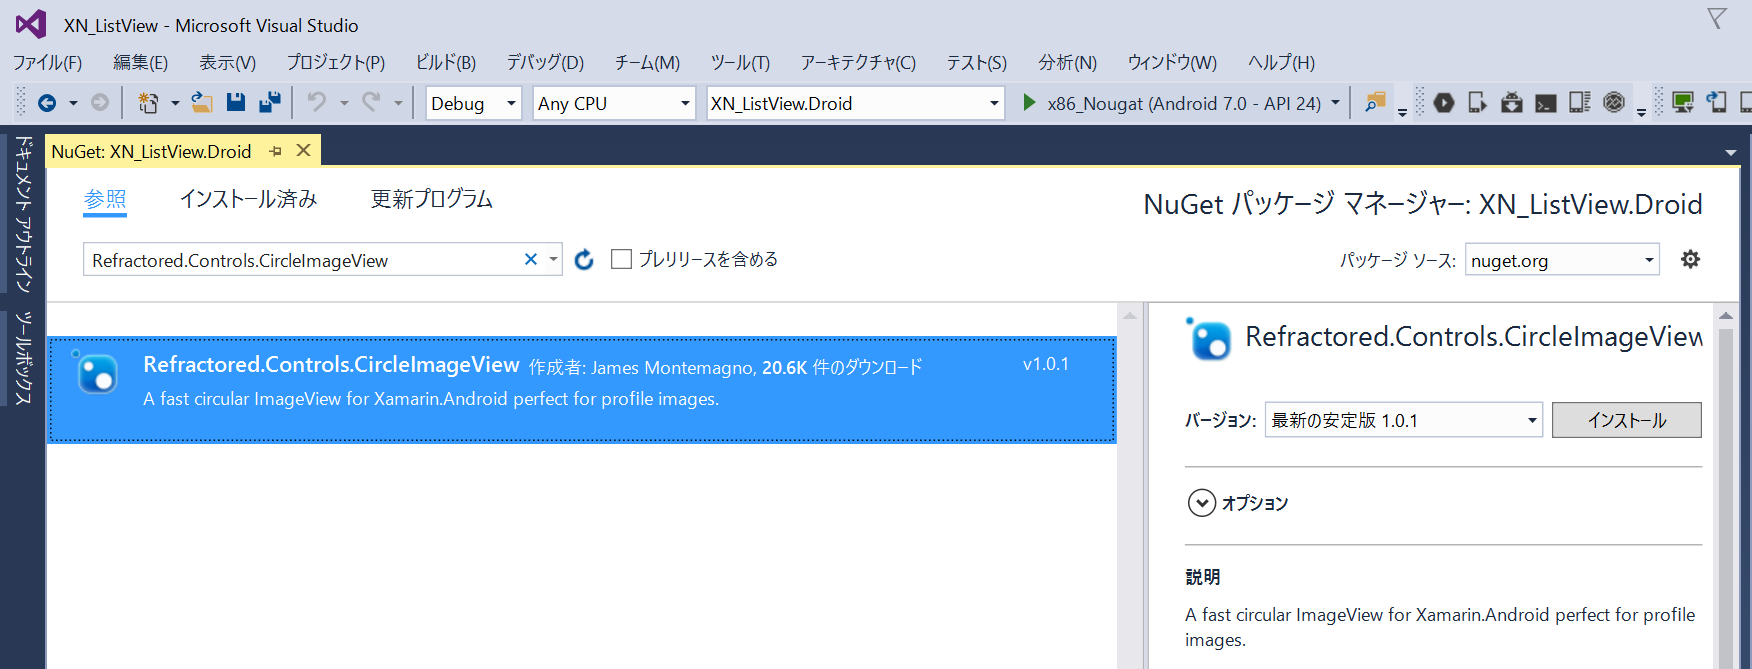 XN_ListView - Microsoft Visual Studio
ファイル(F) 編集(E) 表示(V) プロジェクト(P) ビルド(B) デバッグ(D) チーム(M) ツール(T) アーキテクチャ(C) テスト(S) 分析(N) ウィンドウ(W) ヘルプ(H)
Debug Any CPU XN_ListView.Droid x86_Nougat (Android 7.0 - API 24)
ドキュメント アウトライン
ツールボックス
NuGet: XN_ListView.Droid
参照 インストール済み 更新プログラム
NuGet パッケージ マネージャー: XN_ListView.Droid
Refractored.Controls.CircleImageView プレリリースを含める
パッケージ ソース: nuget.org
Refractored.Controls.CircleImageView 作成者: James Montemagno, 20.6K 件のダウンロード v1.0.1
A fast circular ImageView for Xamarin.Android perfect for profile images.
Refractored.Controls.CircleImageView
バージョン: 最新の安定版 1.0.1 インストール
オプション
説明
A fast circular ImageView for Xamarin.Android perfect for profile
images.